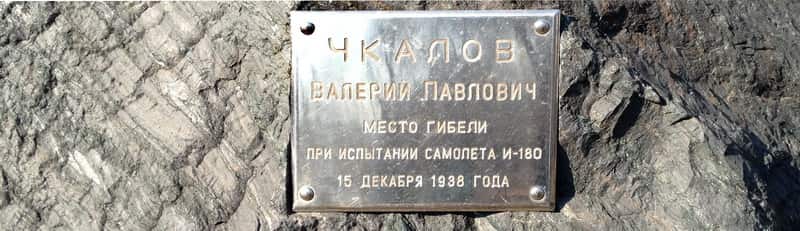 ЧКАЛОВ
ВАЛЕРИЙ ПАВЛОВИЧ
МЕСТО ГИБЕЛИ
ПРИ ИСПЫТАНИИ САМОЛЕТА И-180
15 ДЕКАБРЯ 1938 ГОДА